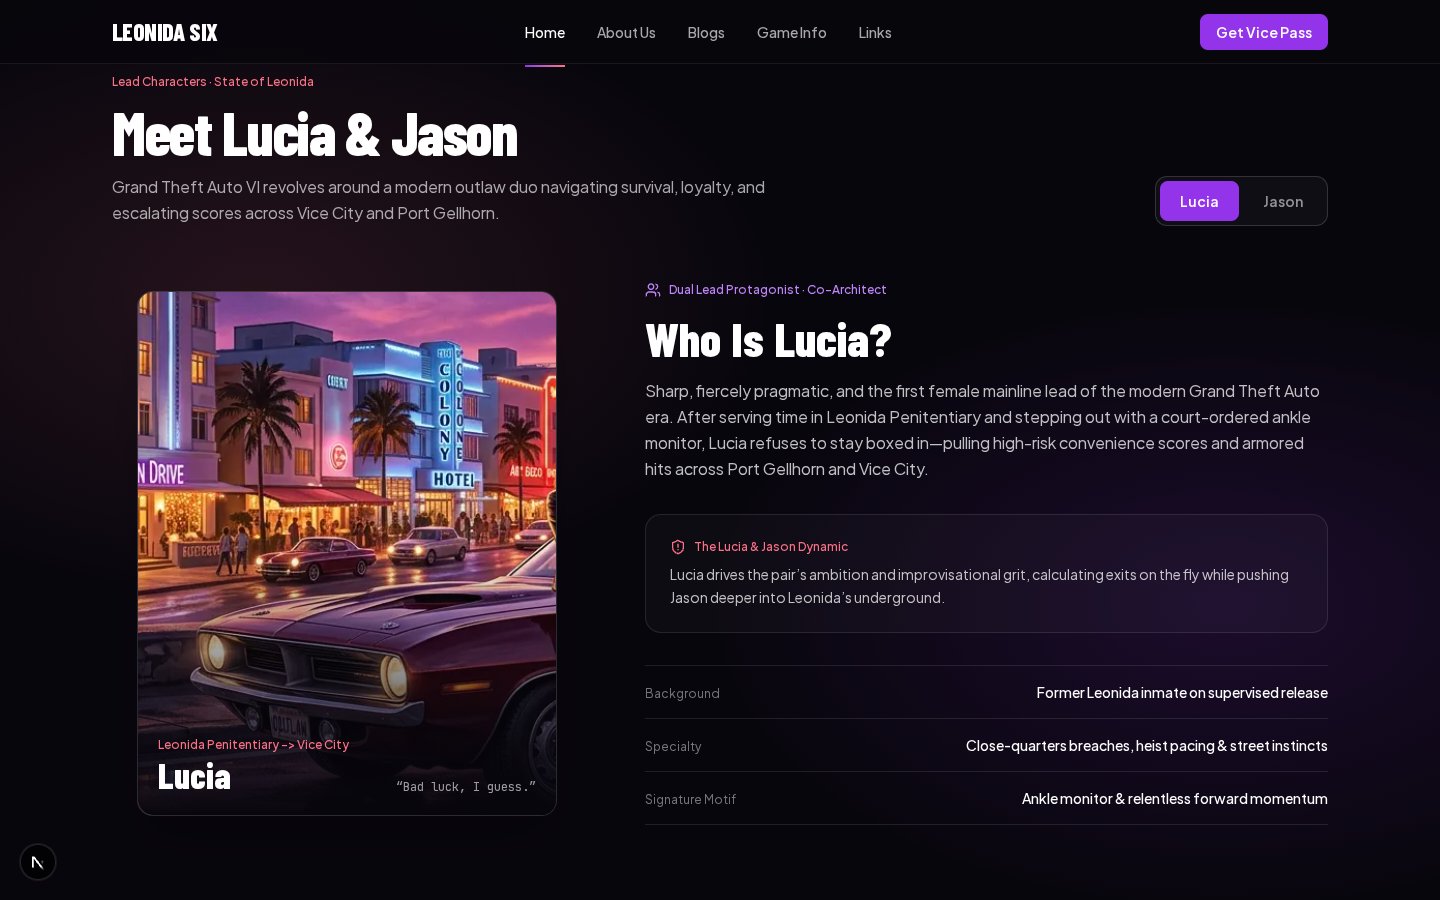 LEONIDA SIX
Home
About Us
Blogs
Game Info
Links
Get Vice Pass
Lead Characters · State of Leonida
Meet Lucia & Jason
Grand Theft Auto VI revolves around a modern outlaw duo navigating survival, loyalty, and
escalating scores across Vice City and Port Gellhorn.
Lucia
Jason
N DRIVE
COLONY
HOTEL
Leonida Penitentiary -> Vice City
Lucia
“Bad luck, I guess.”
Dual Lead Protagonist · Co-Architect
Who Is Lucia?
Sharp, fiercely pragmatic, and the first female mainline lead of the modern Grand Theft Auto
era. After serving time in Leonida Penitentiary and stepping out with a court-ordered ankle
monitor, Lucia refuses to stay boxed in—pulling high-risk convenience scores and armored
hits across Port Gellhorn and Vice City.
The Lucia & Jason Dynamic
Lucia drives the pair’s ambition and improvisational grit, calculating exits on the fly while pushing
Jason deeper into Leonida’s underground.
Background
Former Leonida inmate on supervised release
Specialty
Close-quarters breaches, heist pacing & street instincts
Signature Motif
Ankle monitor & relentless forward momentum